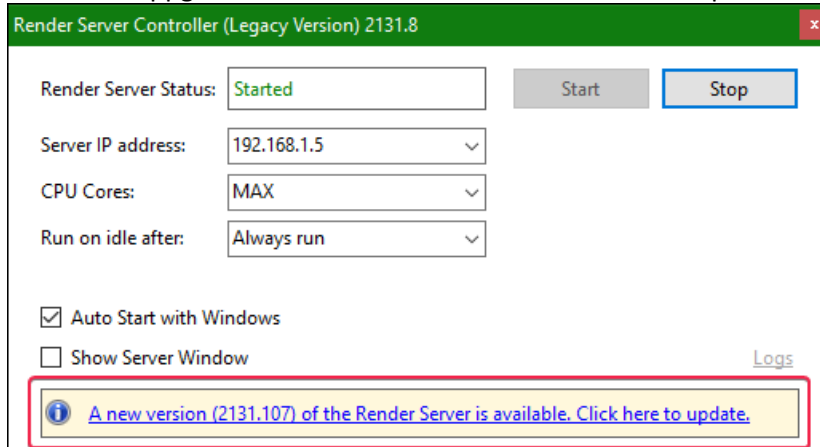 Render Server Controller (Legacy Version) 2131.8 x
Render Server Status: Started Start Stop
Server IP address: 192.168.1.5
CPU Cores: MAX
Run on idle after: Always run
Auto Start with Windows
Show Server Window Logs
A new version (2131.107) of the Render Server is available. Click here to update.